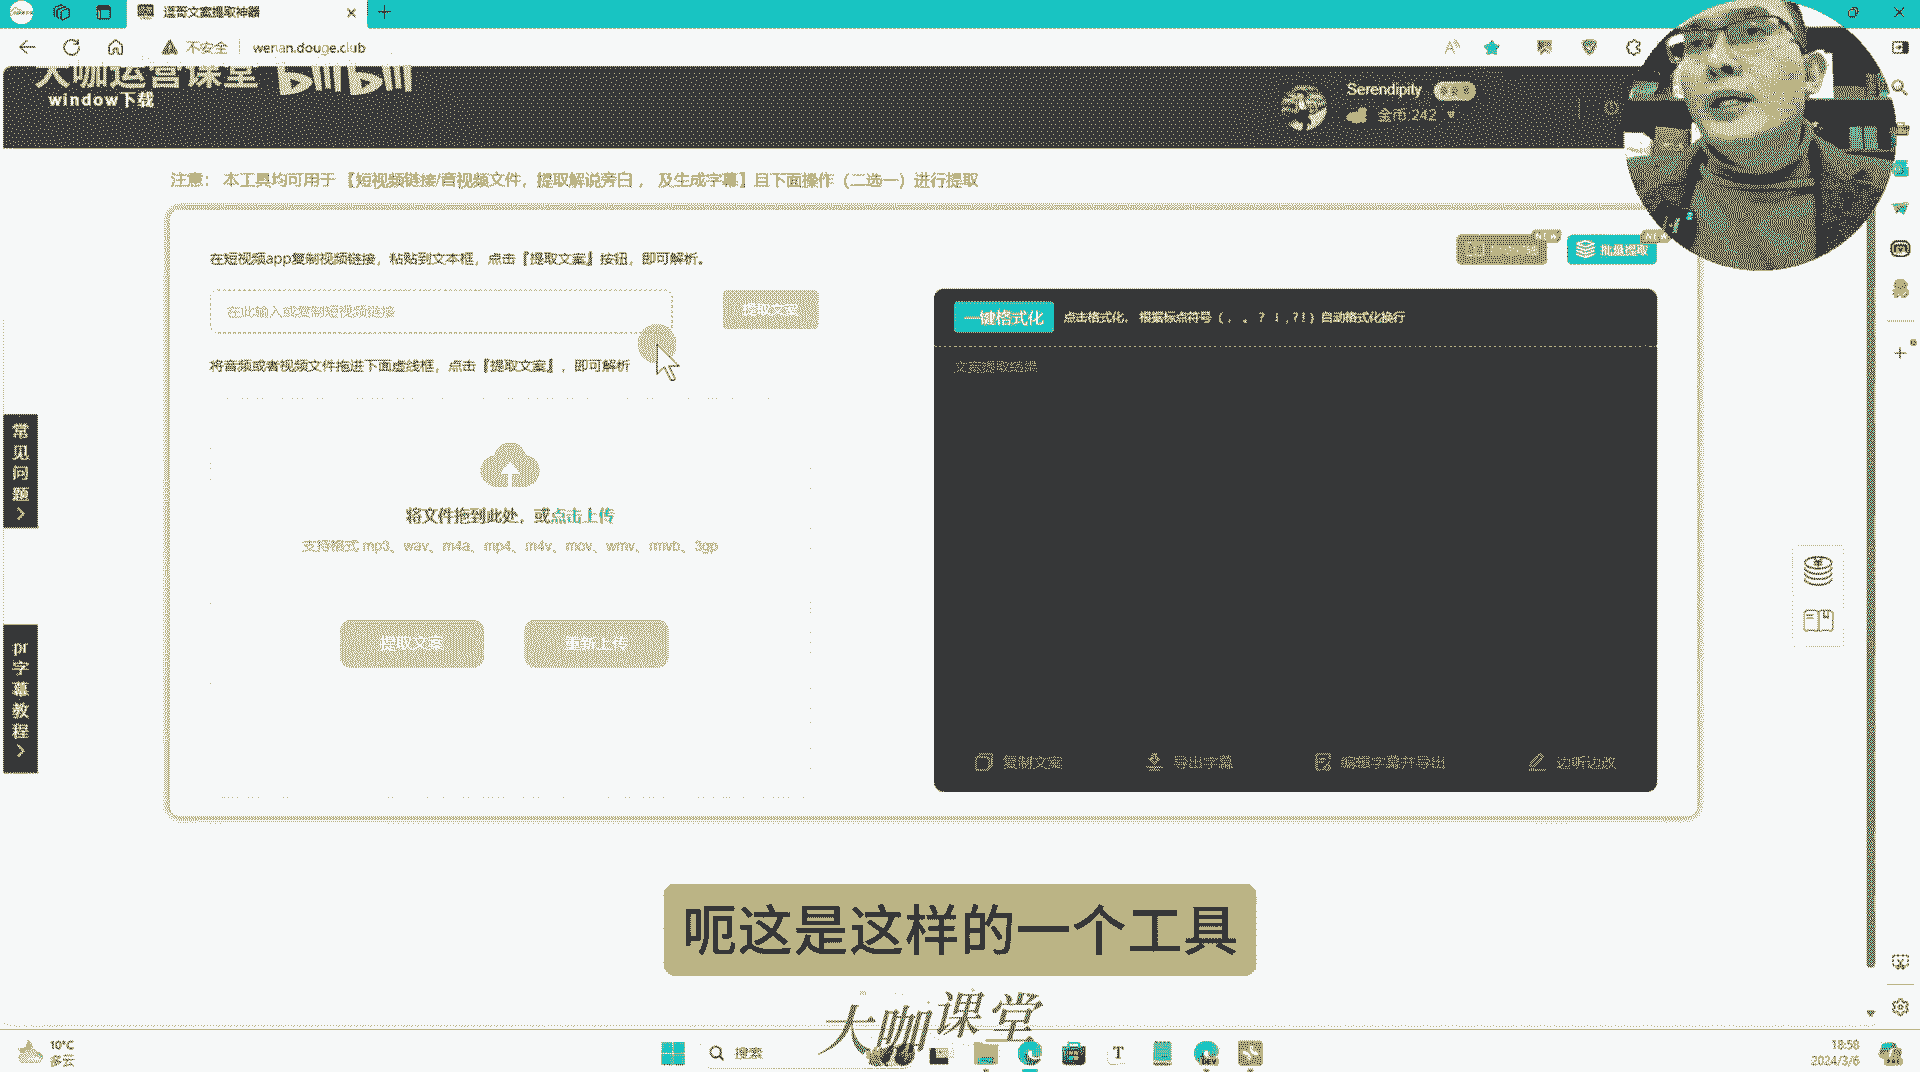 逗哥文案提取神器
不安全
wenan.douge.club
大咖运营课堂 bilibili
window下载
Serendipity
金币:242
注意： 本工具均可用于 【短视频链接/音视频文件，提取解说旁白 ， 及生成字幕】且下面操作（二选一）进行提取
在短视频app复制视频链接，粘贴到文本框，点击『提取文案』按钮，即可解析。
NEW
NEW
批量提取
在此输入或复制短视频链接
提取文案
一键格式化
点击格式化， 根据标点符号（ , 。 ？ ！ , ? ! ）自动格式化换行
将音频或者视频文件拖进下面虚线框，点击『提取文案』，即可解析
文案提取结果
常见问题
将文件拖到此处，或点击上传
支持格式 mp3、wav、m4a、mp4、m4v、mov、wmv、rmvb、3gp
提取文案
重新上传
pr字幕教程
复制文案
导出字幕
编辑字幕并导出
边听边改
呃这是这样的一个工具
大咖课堂
10°C
多云
搜索
18:58
2024/3/6